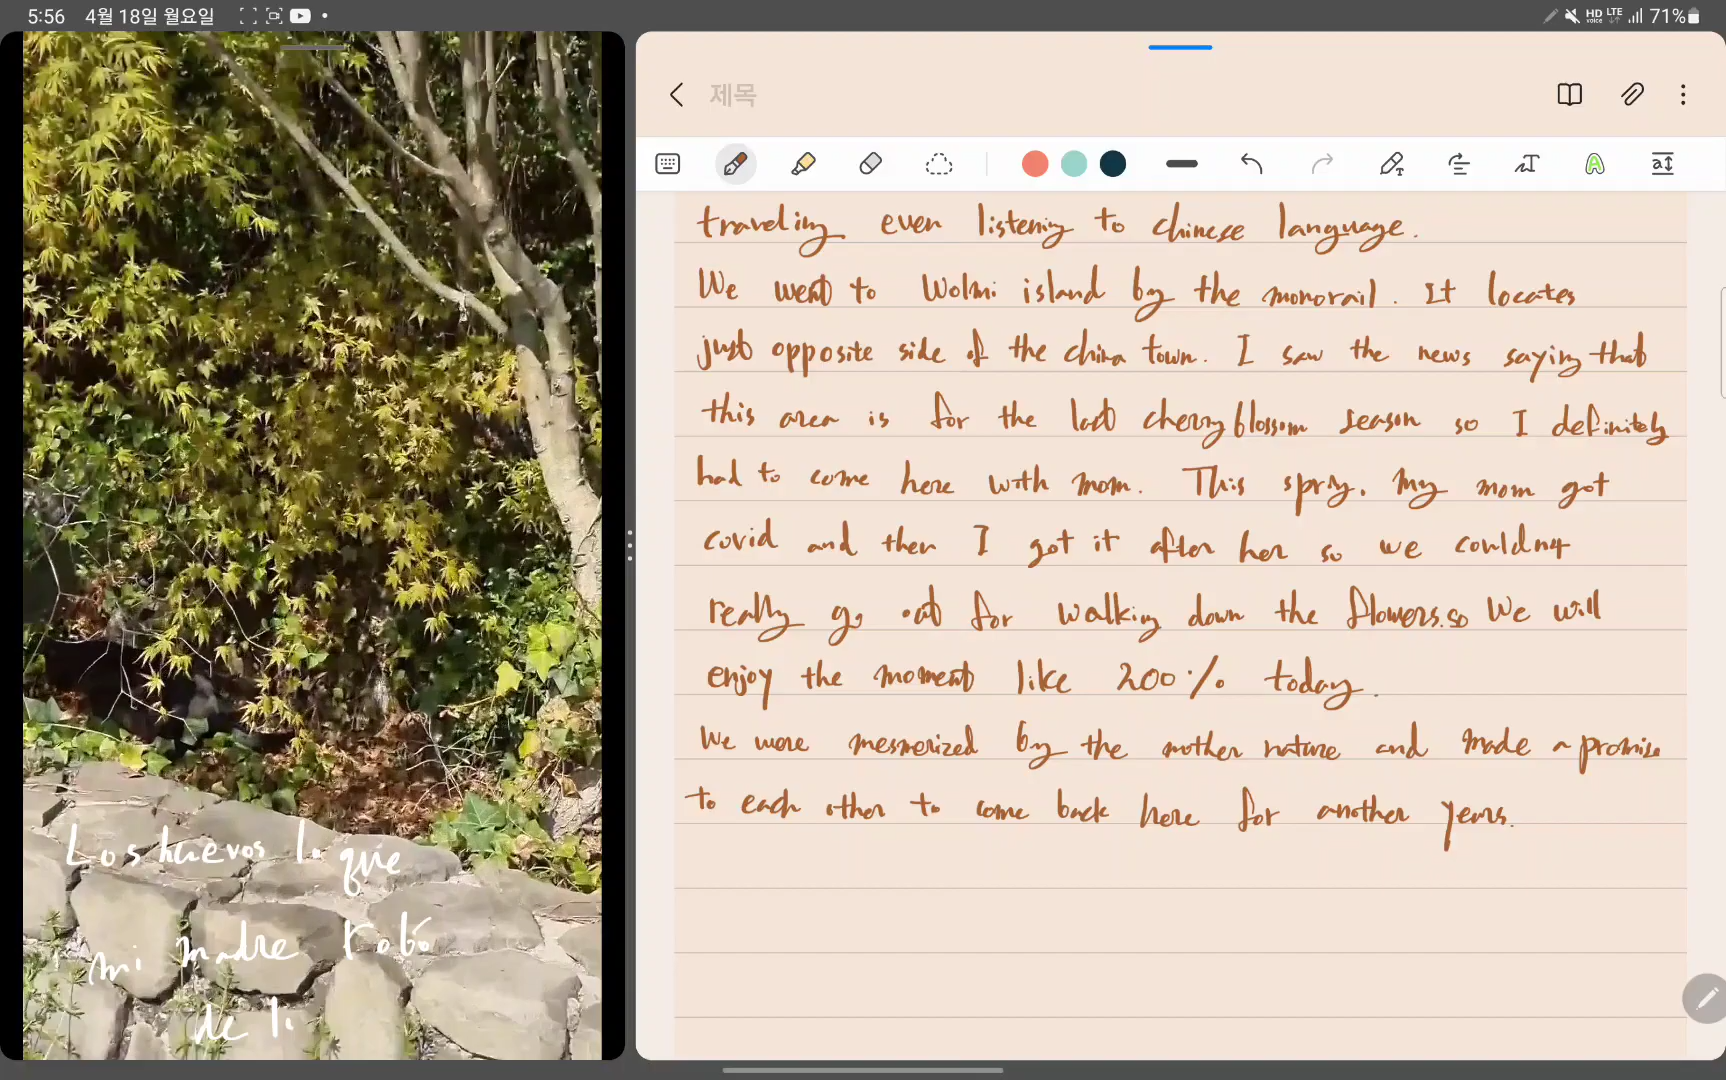 5:56 4월 18일 월요일
HD voice LTE 71%
제목
traveling even listening to chinese language.
We went to Wolmi island by the monorail. It locates
just opposite side of the china town. I saw the news saying that
this area is for the last cherry blossom season so I definitely
had to come here with mom. This sprig, my mom got
covid and then I got it after her so we couldn't
really go out for walking down the flowers. so We will
enjoy the moment like 200% today.
We were mesmerized by the mother nature and made a promise
to each other to come back here for another years.
Los huevos lo que
mi madre robó
de l